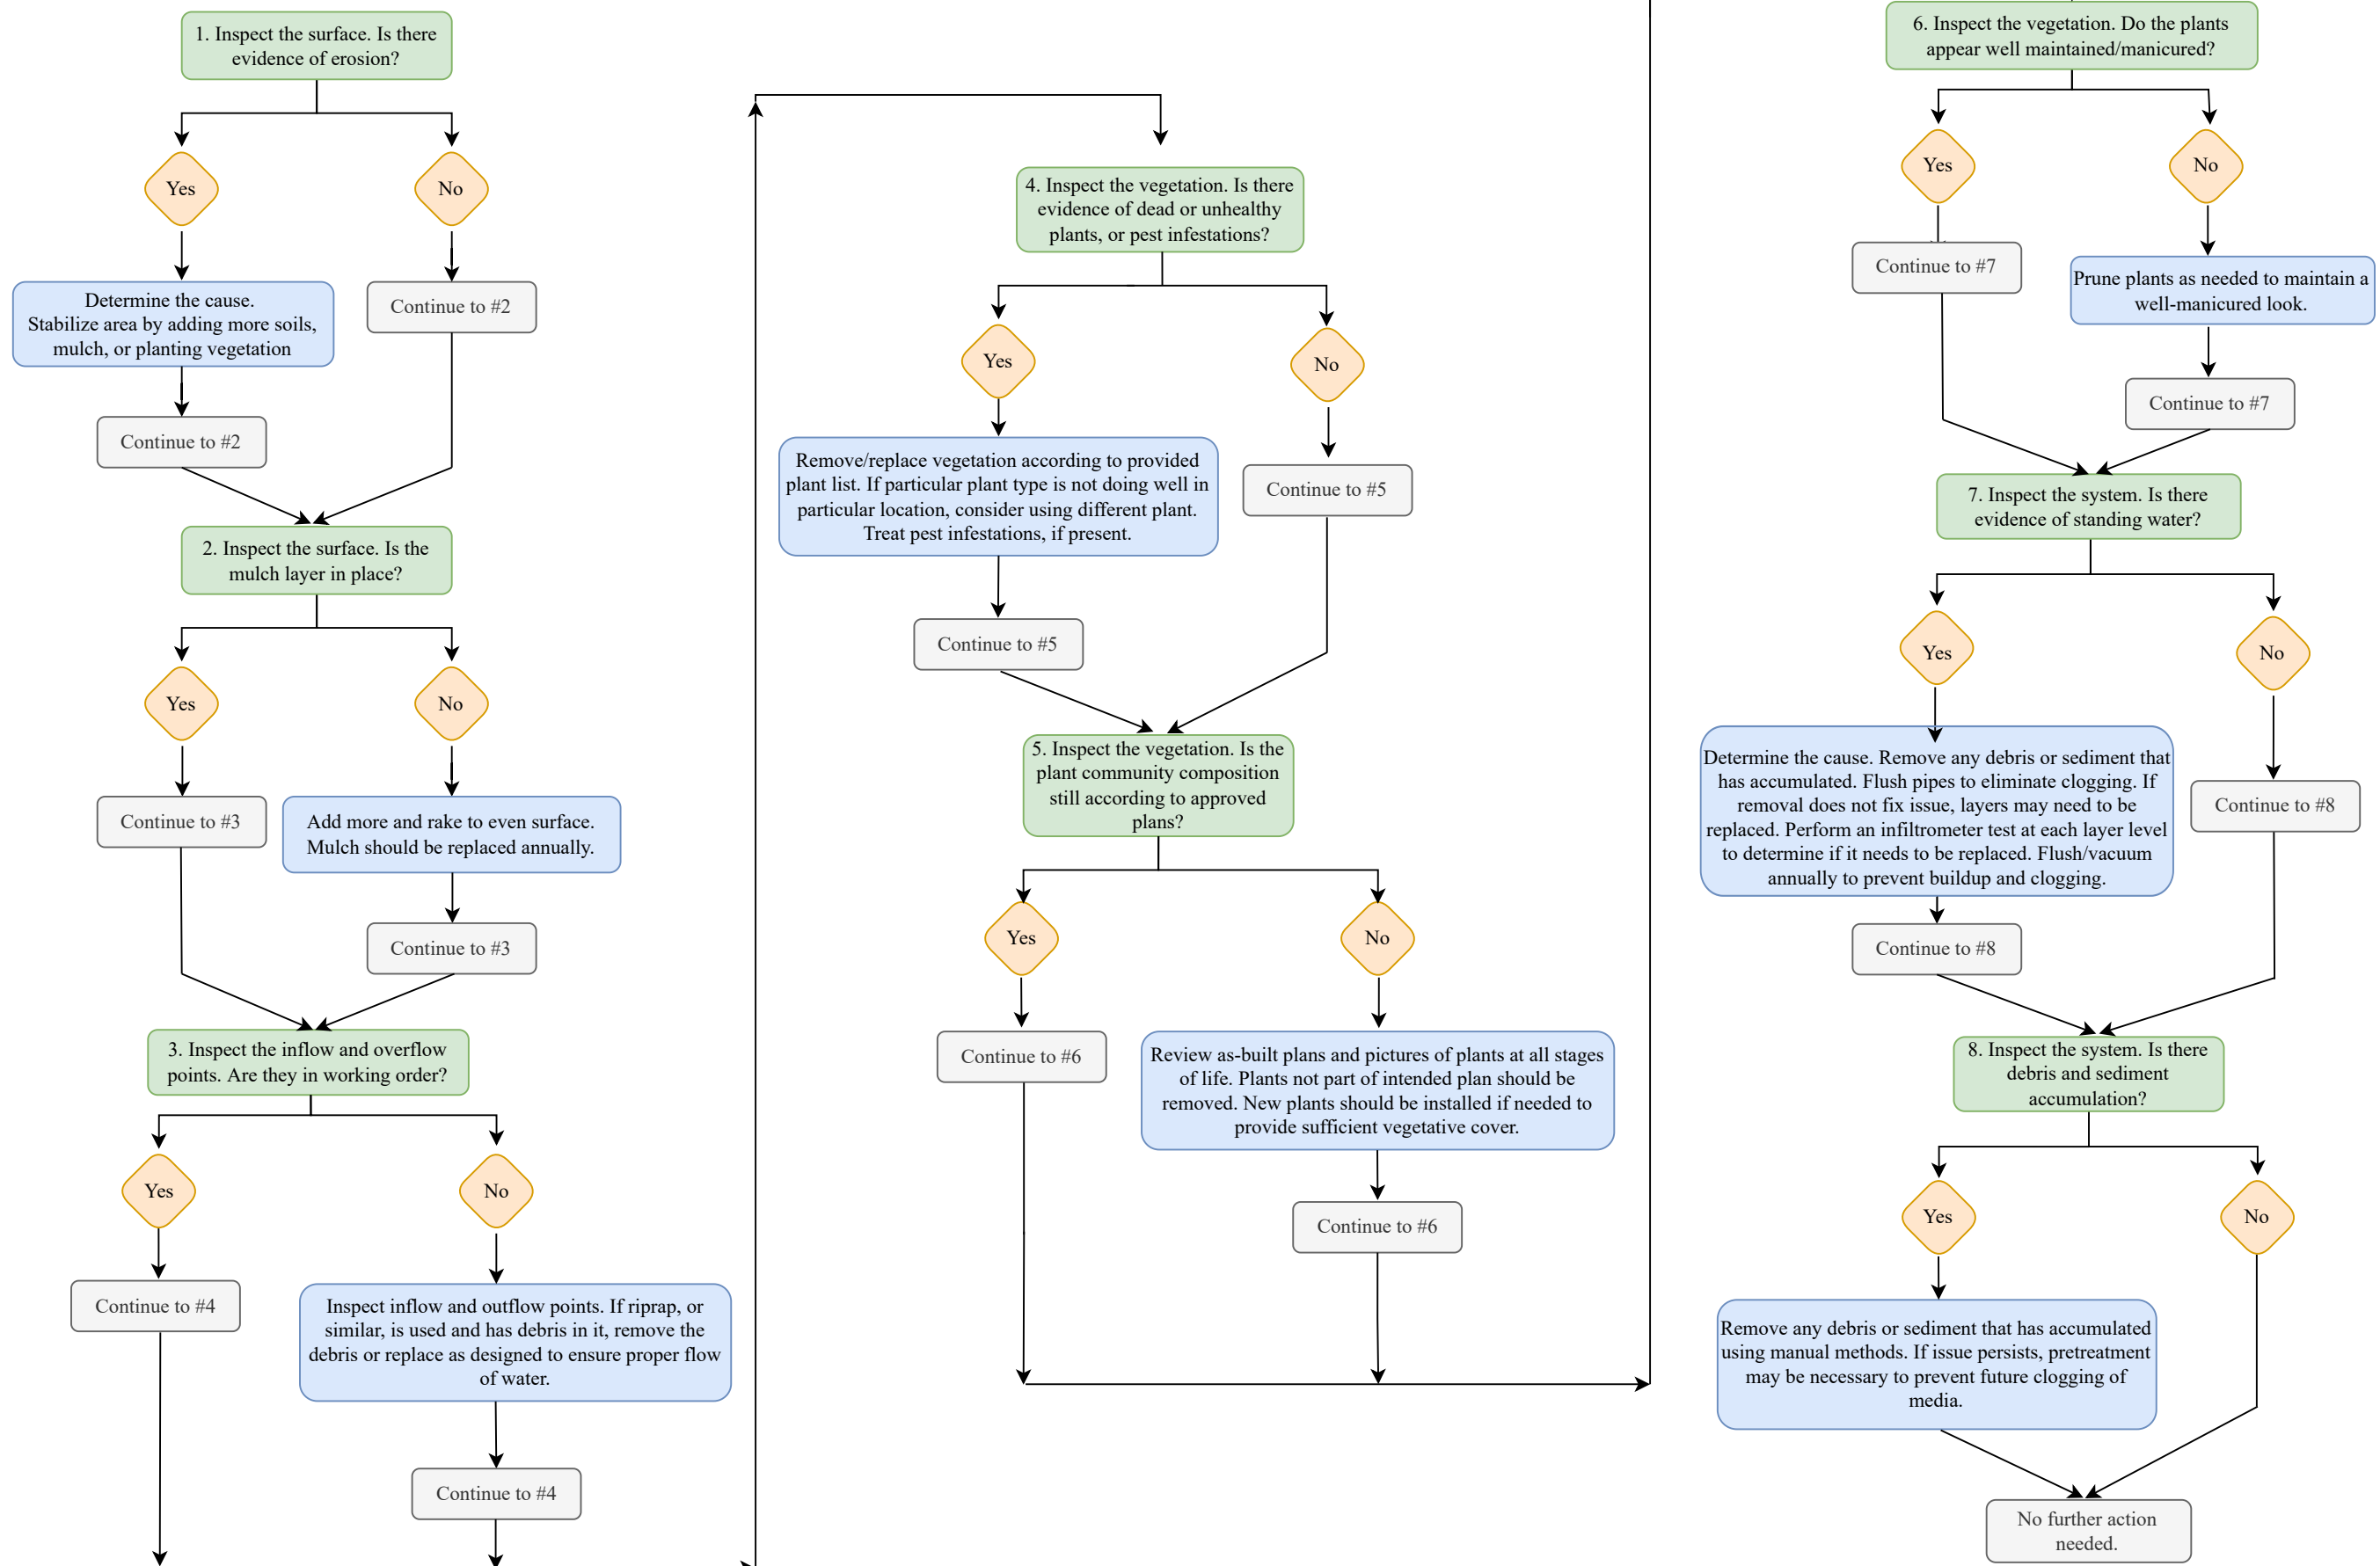 1. Inspect the surface. Is there
evidence of erosion?
Yes
No
Determine the cause.
Stabilize area by adding more soils,
mulch, or planting vegetation
Continue to #2
Continue to #2
2. Inspect the surface. Is the
mulch layer in place?
Yes
No
Continue to #3
Add more and rake to even surface.
Mulch should be replaced annually.
Continue to #3
3. Inspect the inflow and overflow
points. Are they in working order?
Yes
No
Continue to #4
Inspect inflow and outflow points. If riprap, or
similar, is used and has debris in it, remove the
debris or replace as designed to ensure proper flow
of water.
Continue to #4
4. Inspect the vegetation. Is there
evidence of dead or unhealthy
plants, or pest infestations?
Yes
No
Remove/replace vegetation according to provided
plant list. If particular plant type is not doing well in
particular location, consider using different plant.
Treat pest infestations, if present.
Continue to #5
Continue to #5
5. Inspect the vegetation. Is the
plant community composition
still according to approved
plans?
Yes
No
Continue to #6
Review as-built plans and pictures of plants at all stages
of life. Plants not part of intended plan should be
removed. New plants should be installed if needed to
provide sufficient vegetative cover.
Continue to #6
6. Inspect the vegetation. Do the plants
appear well maintained/manicured?
Yes
No
Continue to #7
Prune plants as needed to maintain a
well-manicured look.
Continue to #7
7. Inspect the system. Is there
evidence of standing water?
Yes
No
Determine the cause. Remove any debris or sediment that
has accumulated. Flush pipes to eliminate clogging. If
removal does not fix issue, layers may need to be
replaced. Perform an infiltrometer test at each layer level
to determine if it needs to be replaced. Flush/vacuum
annually to prevent buildup and clogging.
Continue to #8
Continue to #8
8. Inspect the system. Is there
debris and sediment
accumulation?
Yes
No
Remove any debris or sediment that has accumulated
using manual methods. If issue persists, pretreatment
may be necessary to prevent future clogging of
media.
No further action
needed.